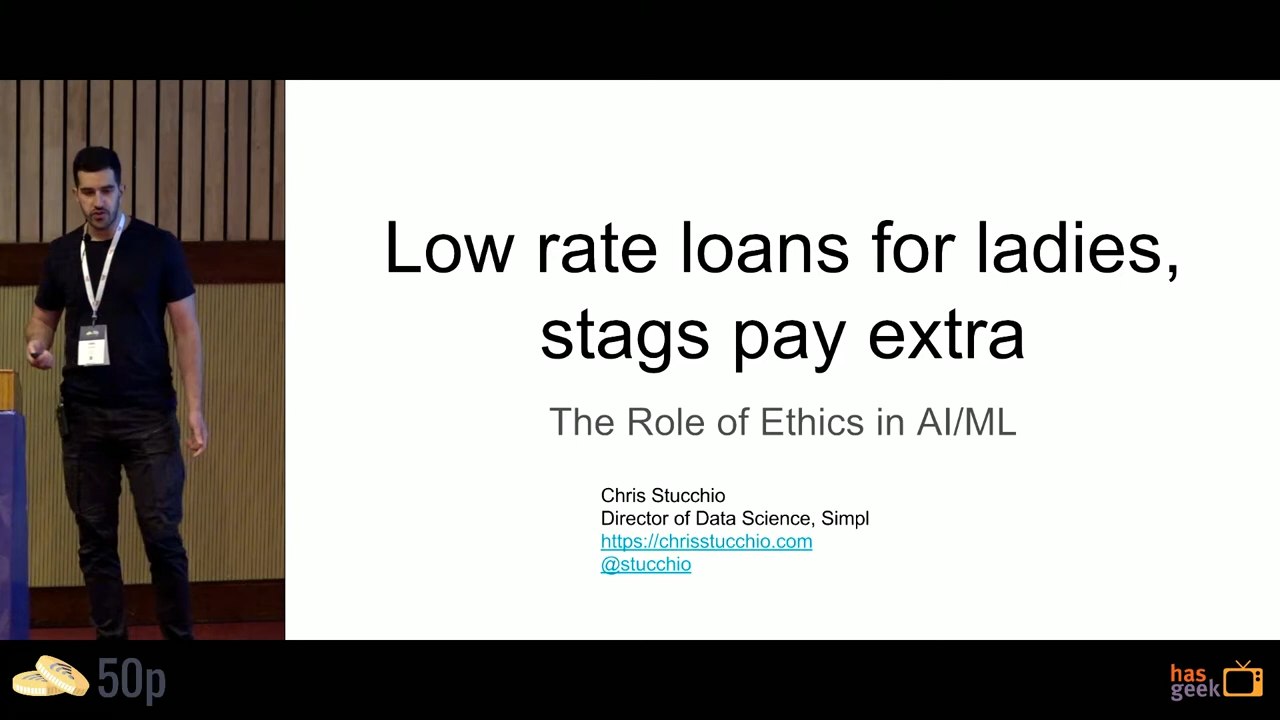 Low rate loans for ladies,
stags pay extra
The Role of Ethics in AI/ML
Chris Stucchio
Director of Data Science, Simpl
https://chrisstucchio.com
@stucchio
50p
has
geek